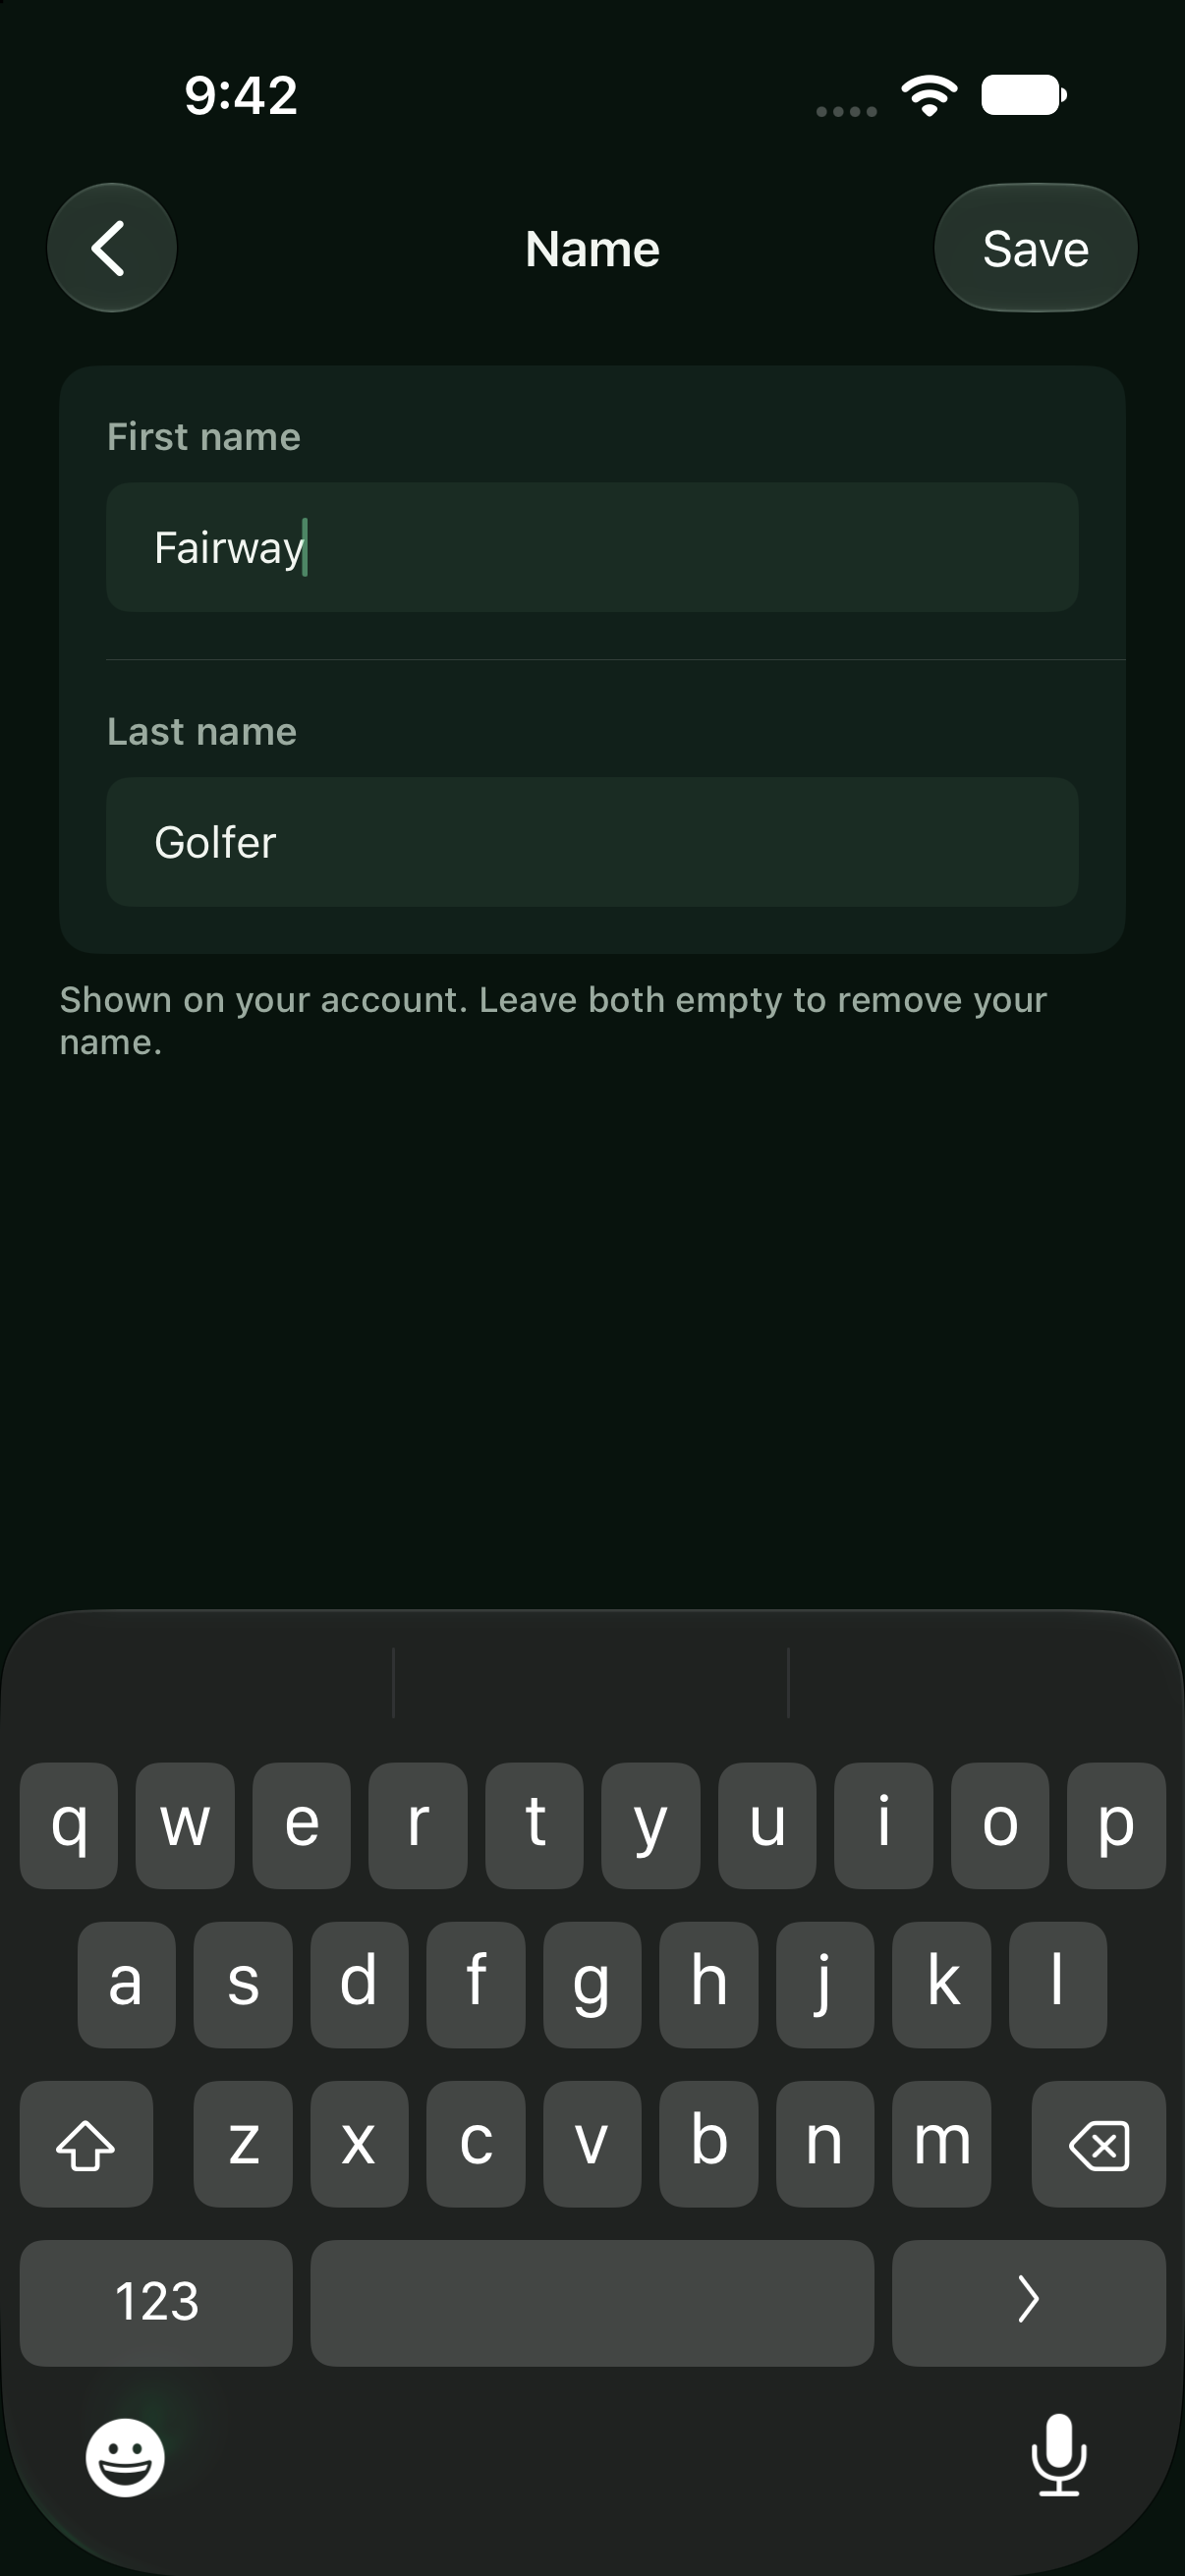 9:42
Name
Save
First name
Fairway
Last name
Golfer
Shown on your account. Leave both empty to remove your
name.
q w e r t y u i o p
a s d f g h j k l
z x c v b n m
123